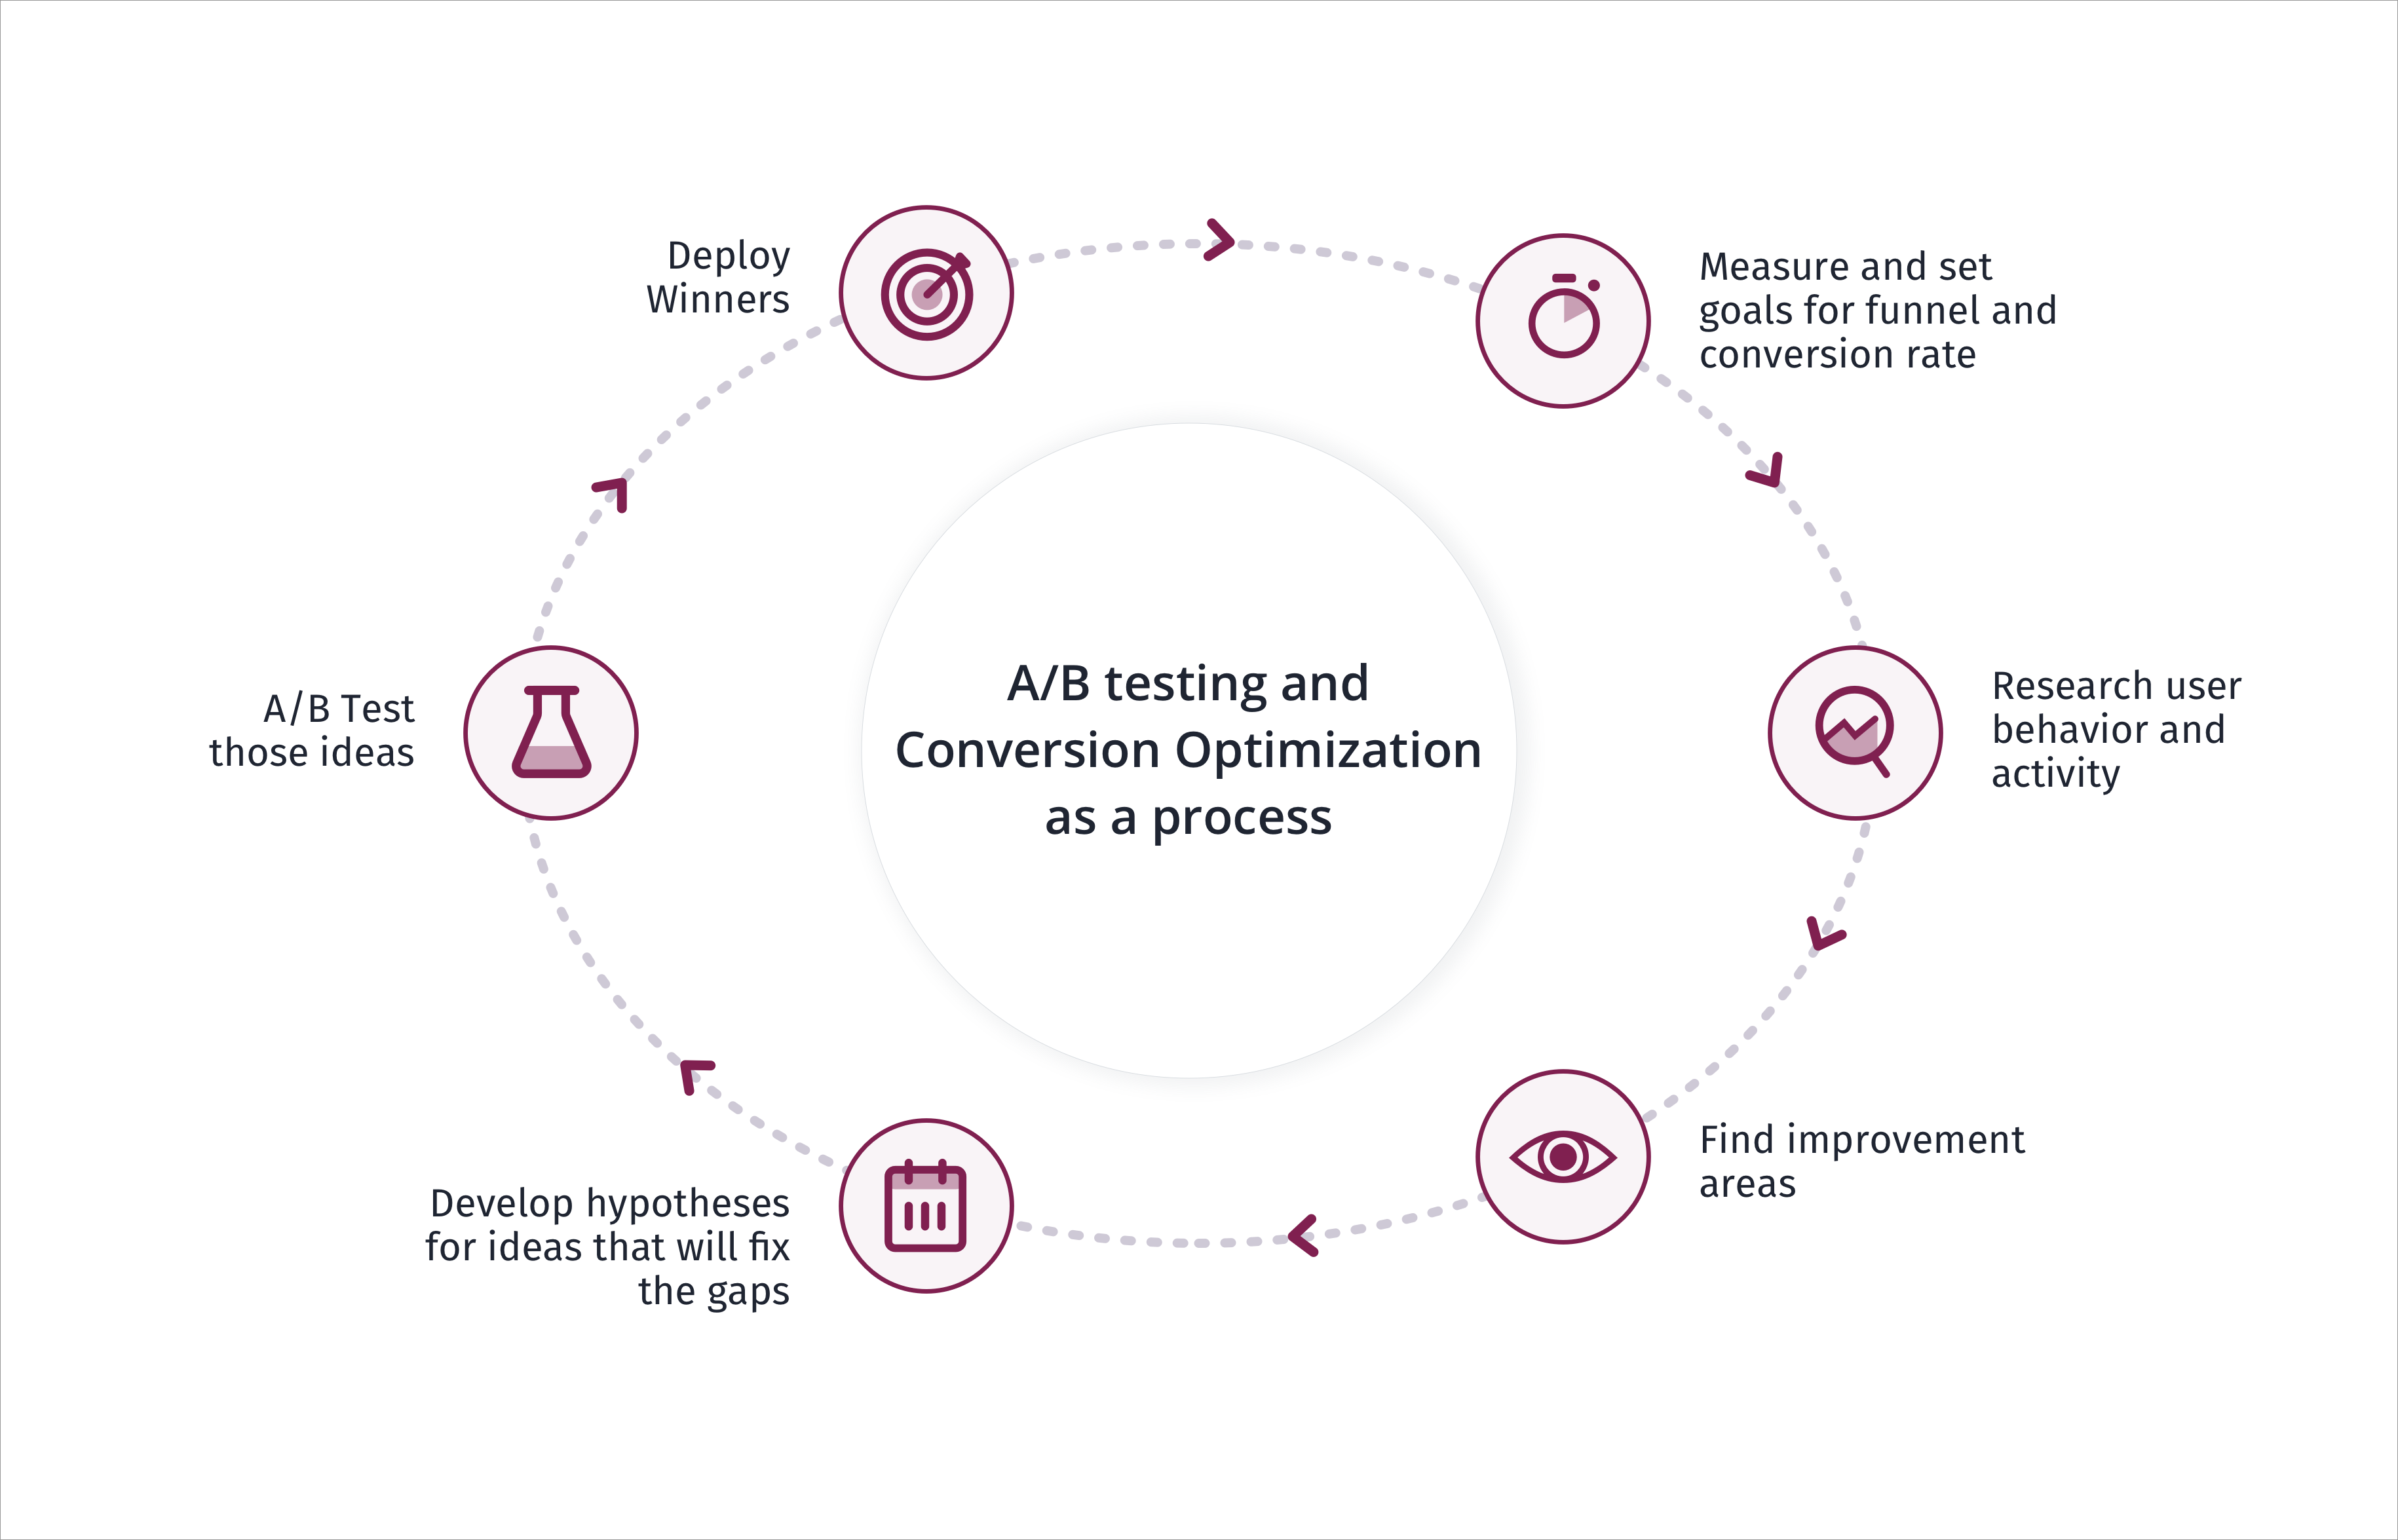 Deploy
Winners
Measure and set
goals for funnel and
conversion rate
A/B testing and
Conversion Optimization
as a process
A/B Test
those ideas
Research user
behavior and
activity
Find improvement
areas
Develop hypotheses
for ideas that will fix
the gaps